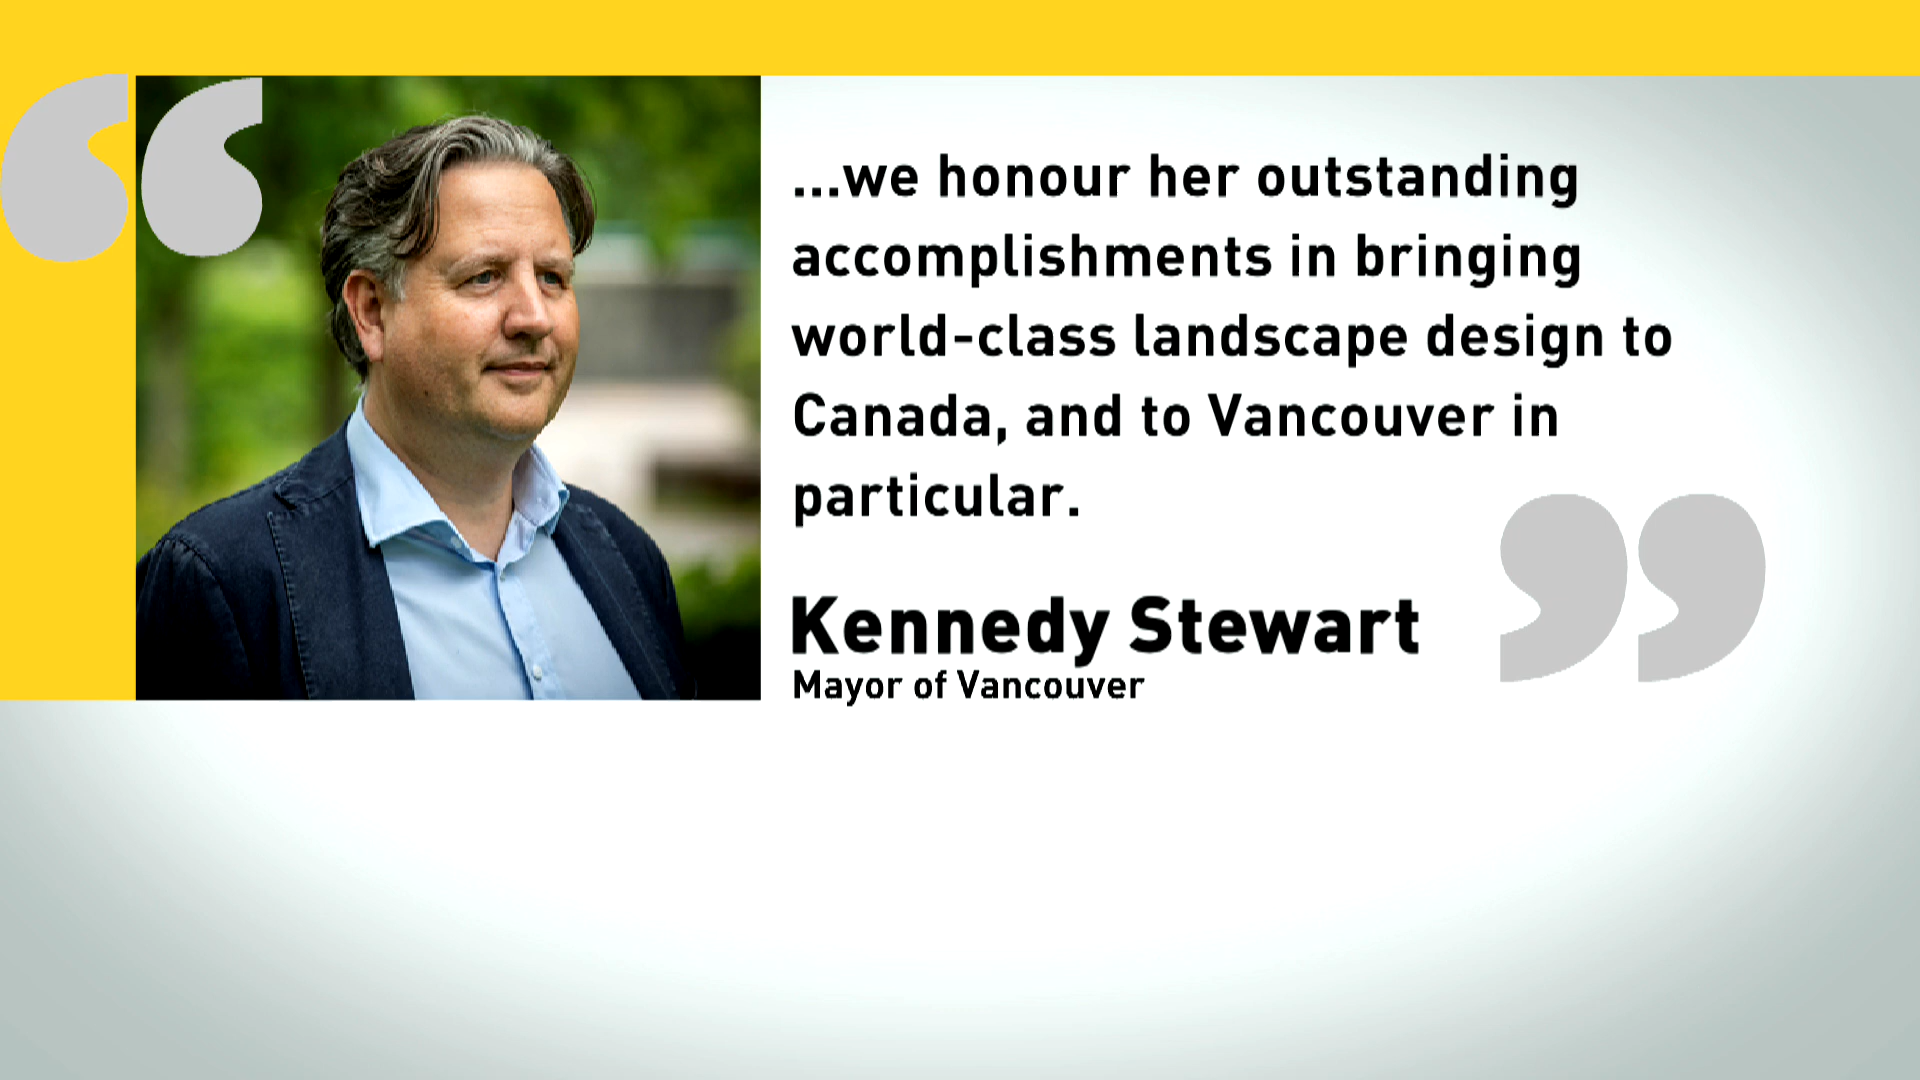 ...we honour her outstanding
accomplishments in bringing
world-class landscape design to
Canada, and to Vancouver in
particular.
Kennedy Stewart
Mayor of Vancouver